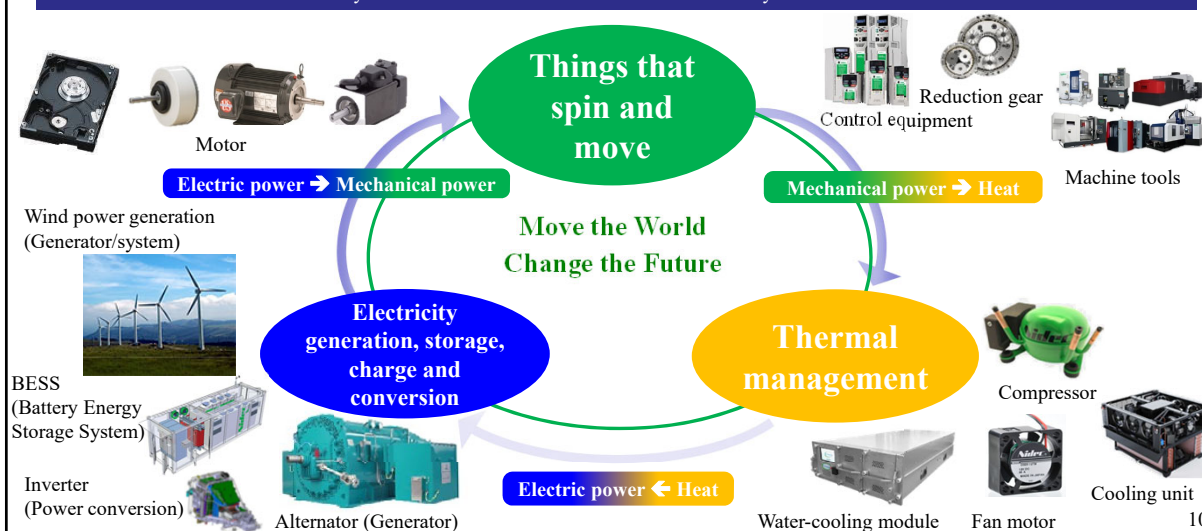 Things that
spin and
move
Motor
Control equipment
Reduction gear
Machine tools
Electric power ➔ Mechanical power
Mechanical power ➔ Heat
Move the World
Change the Future
Wind power generation
(Generator/system)
Electricity
generation, storage,
charge and
conversion
Thermal
management
BESS
(Battery Energy
Storage System)
Inverter
(Power conversion)
Alternator (Generator)
Electric power ← Heat
Compressor
Nidec
Water-cooling module
Fan motor
Cooling unit